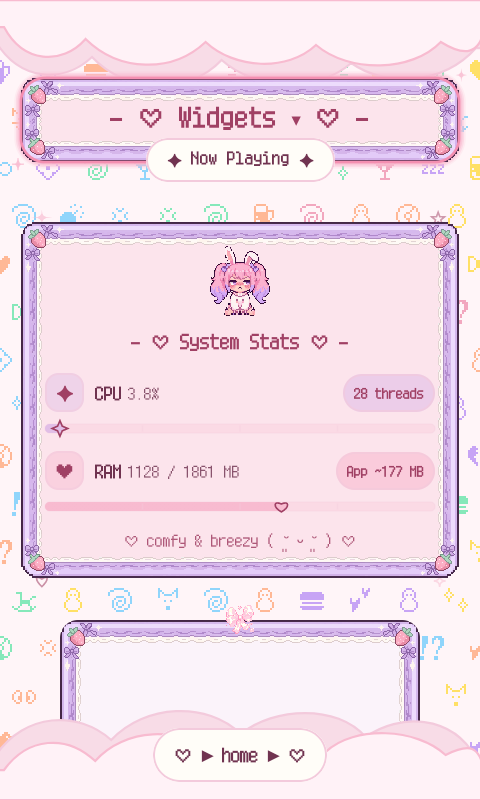 – ♡ Widgets ▼ ♡ –
✦ Now Playing ✦
zzz
– ♡ System Stats ♡ –
CPU 3.8%
28 threads
RAM 1128 / 1861 MB
App ~177 MB
♡ comfy & breezy ( ̤̆ ᴗ ̤̆ ) ♡
!?
♡ ► home ► ♡